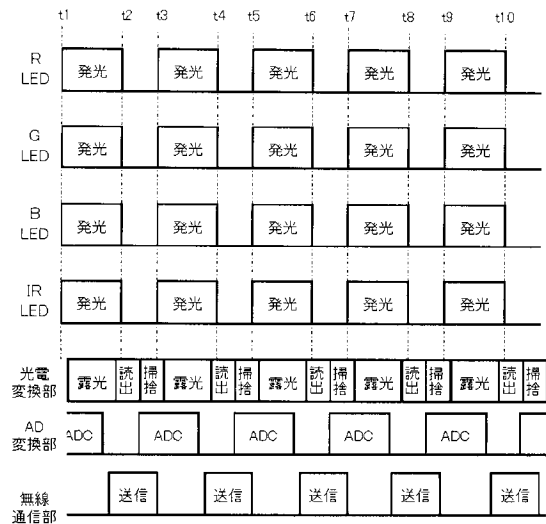 t1 t2 t3 t4 t5 t6 t7 t8 t9 t10
R
LED
発光 発光 発光 発光 発光
G
LED
発光 発光 発光 発光 発光
B
LED
発光 発光 発光 発光 発光
IR
LED
発光 発光 発光 発光 発光
光電
変換部
露光 読出 掃捨 露光 読出 掃捨 露光 読出 掃捨 露光 読出 掃捨 露光 読出 掃捨
AD
変換部
ADC ADC ADC ADC ADC
無線
通信部
送信 送信 送信 送信 送信